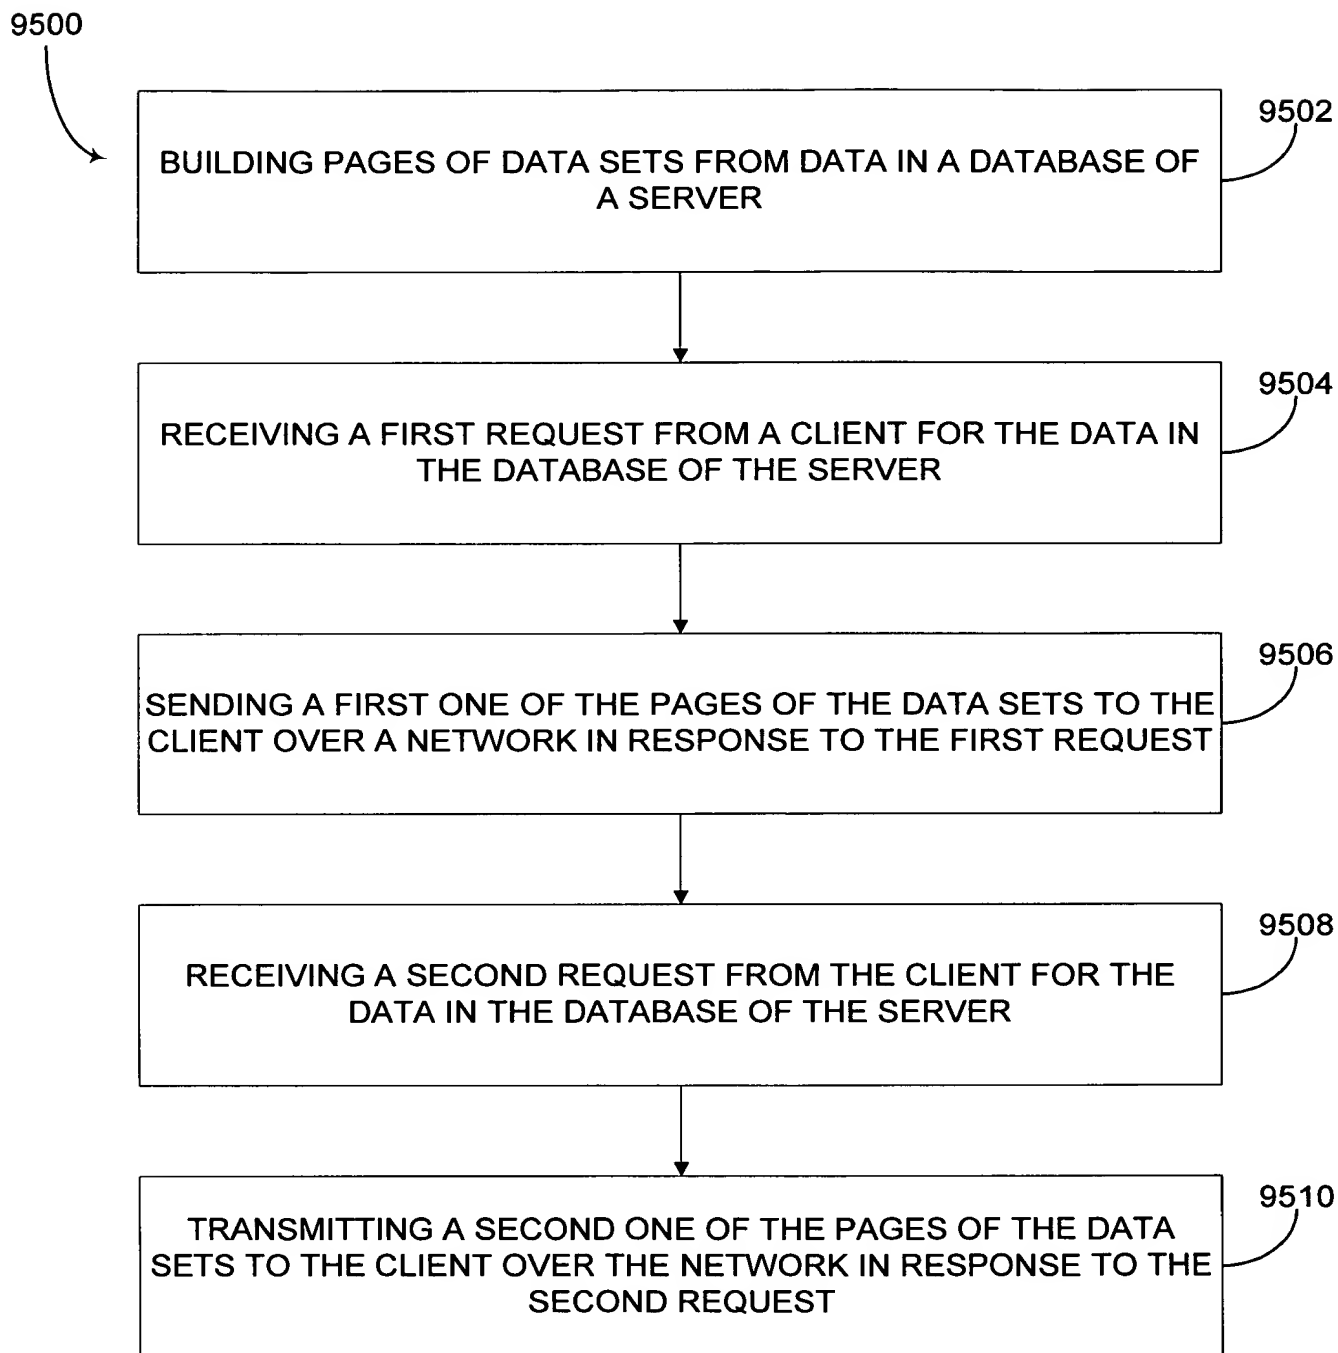 9500
9502
BUILDING PAGES OF DATA SETS FROM DATA IN A DATABASE OF
A SERVER
9504
RECEIVING A FIRST REQUEST FROM A CLIENT FOR THE DATA IN
THE DATABASE OF THE SERVER
9506
SENDING A FIRST ONE OF THE PAGES OF THE DATA SETS TO THE
CLIENT OVER A NETWORK IN RESPONSE TO THE FIRST REQUEST
9508
RECEIVING A SECOND REQUEST FROM THE CLIENT FOR THE
DATA IN THE DATABASE OF THE SERVER
9510
TRANSMITTING A SECOND ONE OF THE PAGES OF THE DATA
SETS TO THE CLIENT OVER THE NETWORK IN RESPONSE TO THE
SECOND REQUEST